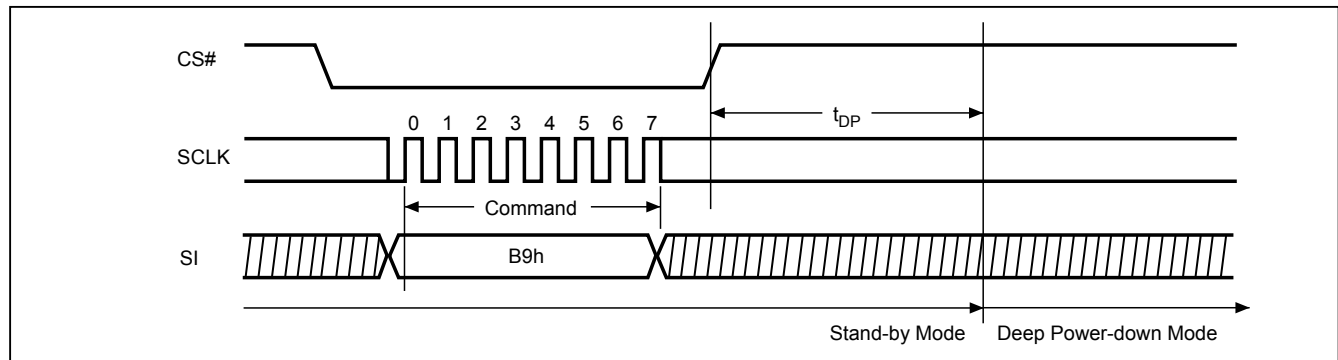 CS#
t_DP
0 1 2 3 4 5 6 7
SCLK
Command
SI
B9h
Stand-by Mode
Deep Power-down Mode